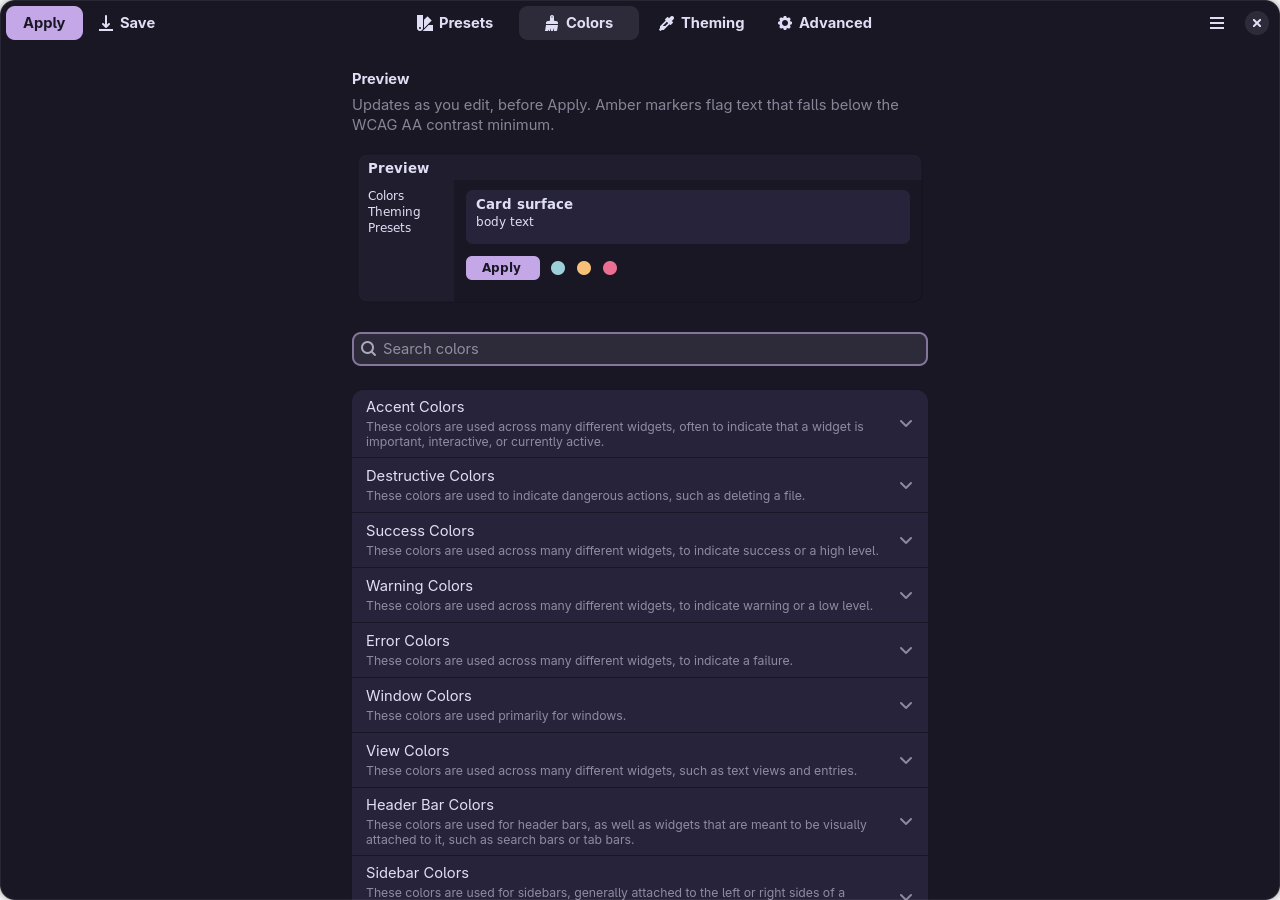 Apply
Save
Presets
Colors
Theming
Advanced
Preview
Updates as you edit, before Apply. Amber markers flag text that falls below the
WCAG AA contrast minimum.
Preview
Colors
Theming
Presets
Card surface
body text
Apply
Search colors
Accent Colors
These colors are used across many different widgets, often to indicate that a widget is
important, interactive, or currently active.
Destructive Colors
These colors are used to indicate dangerous actions, such as deleting a file.
Success Colors
These colors are used across many different widgets, to indicate success or a high level.
Warning Colors
These colors are used across many different widgets, to indicate warning or a low level.
Error Colors
These colors are used across many different widgets, to indicate a failure.
Window Colors
These colors are used primarily for windows.
View Colors
These colors are used across many different widgets, such as text views and entries.
Header Bar Colors
These colors are used for header bars, as well as widgets that are meant to be visually
attached to it, such as search bars or tab bars.
Sidebar Colors
These colors are used for sidebars, generally attached to the left or right sides of a